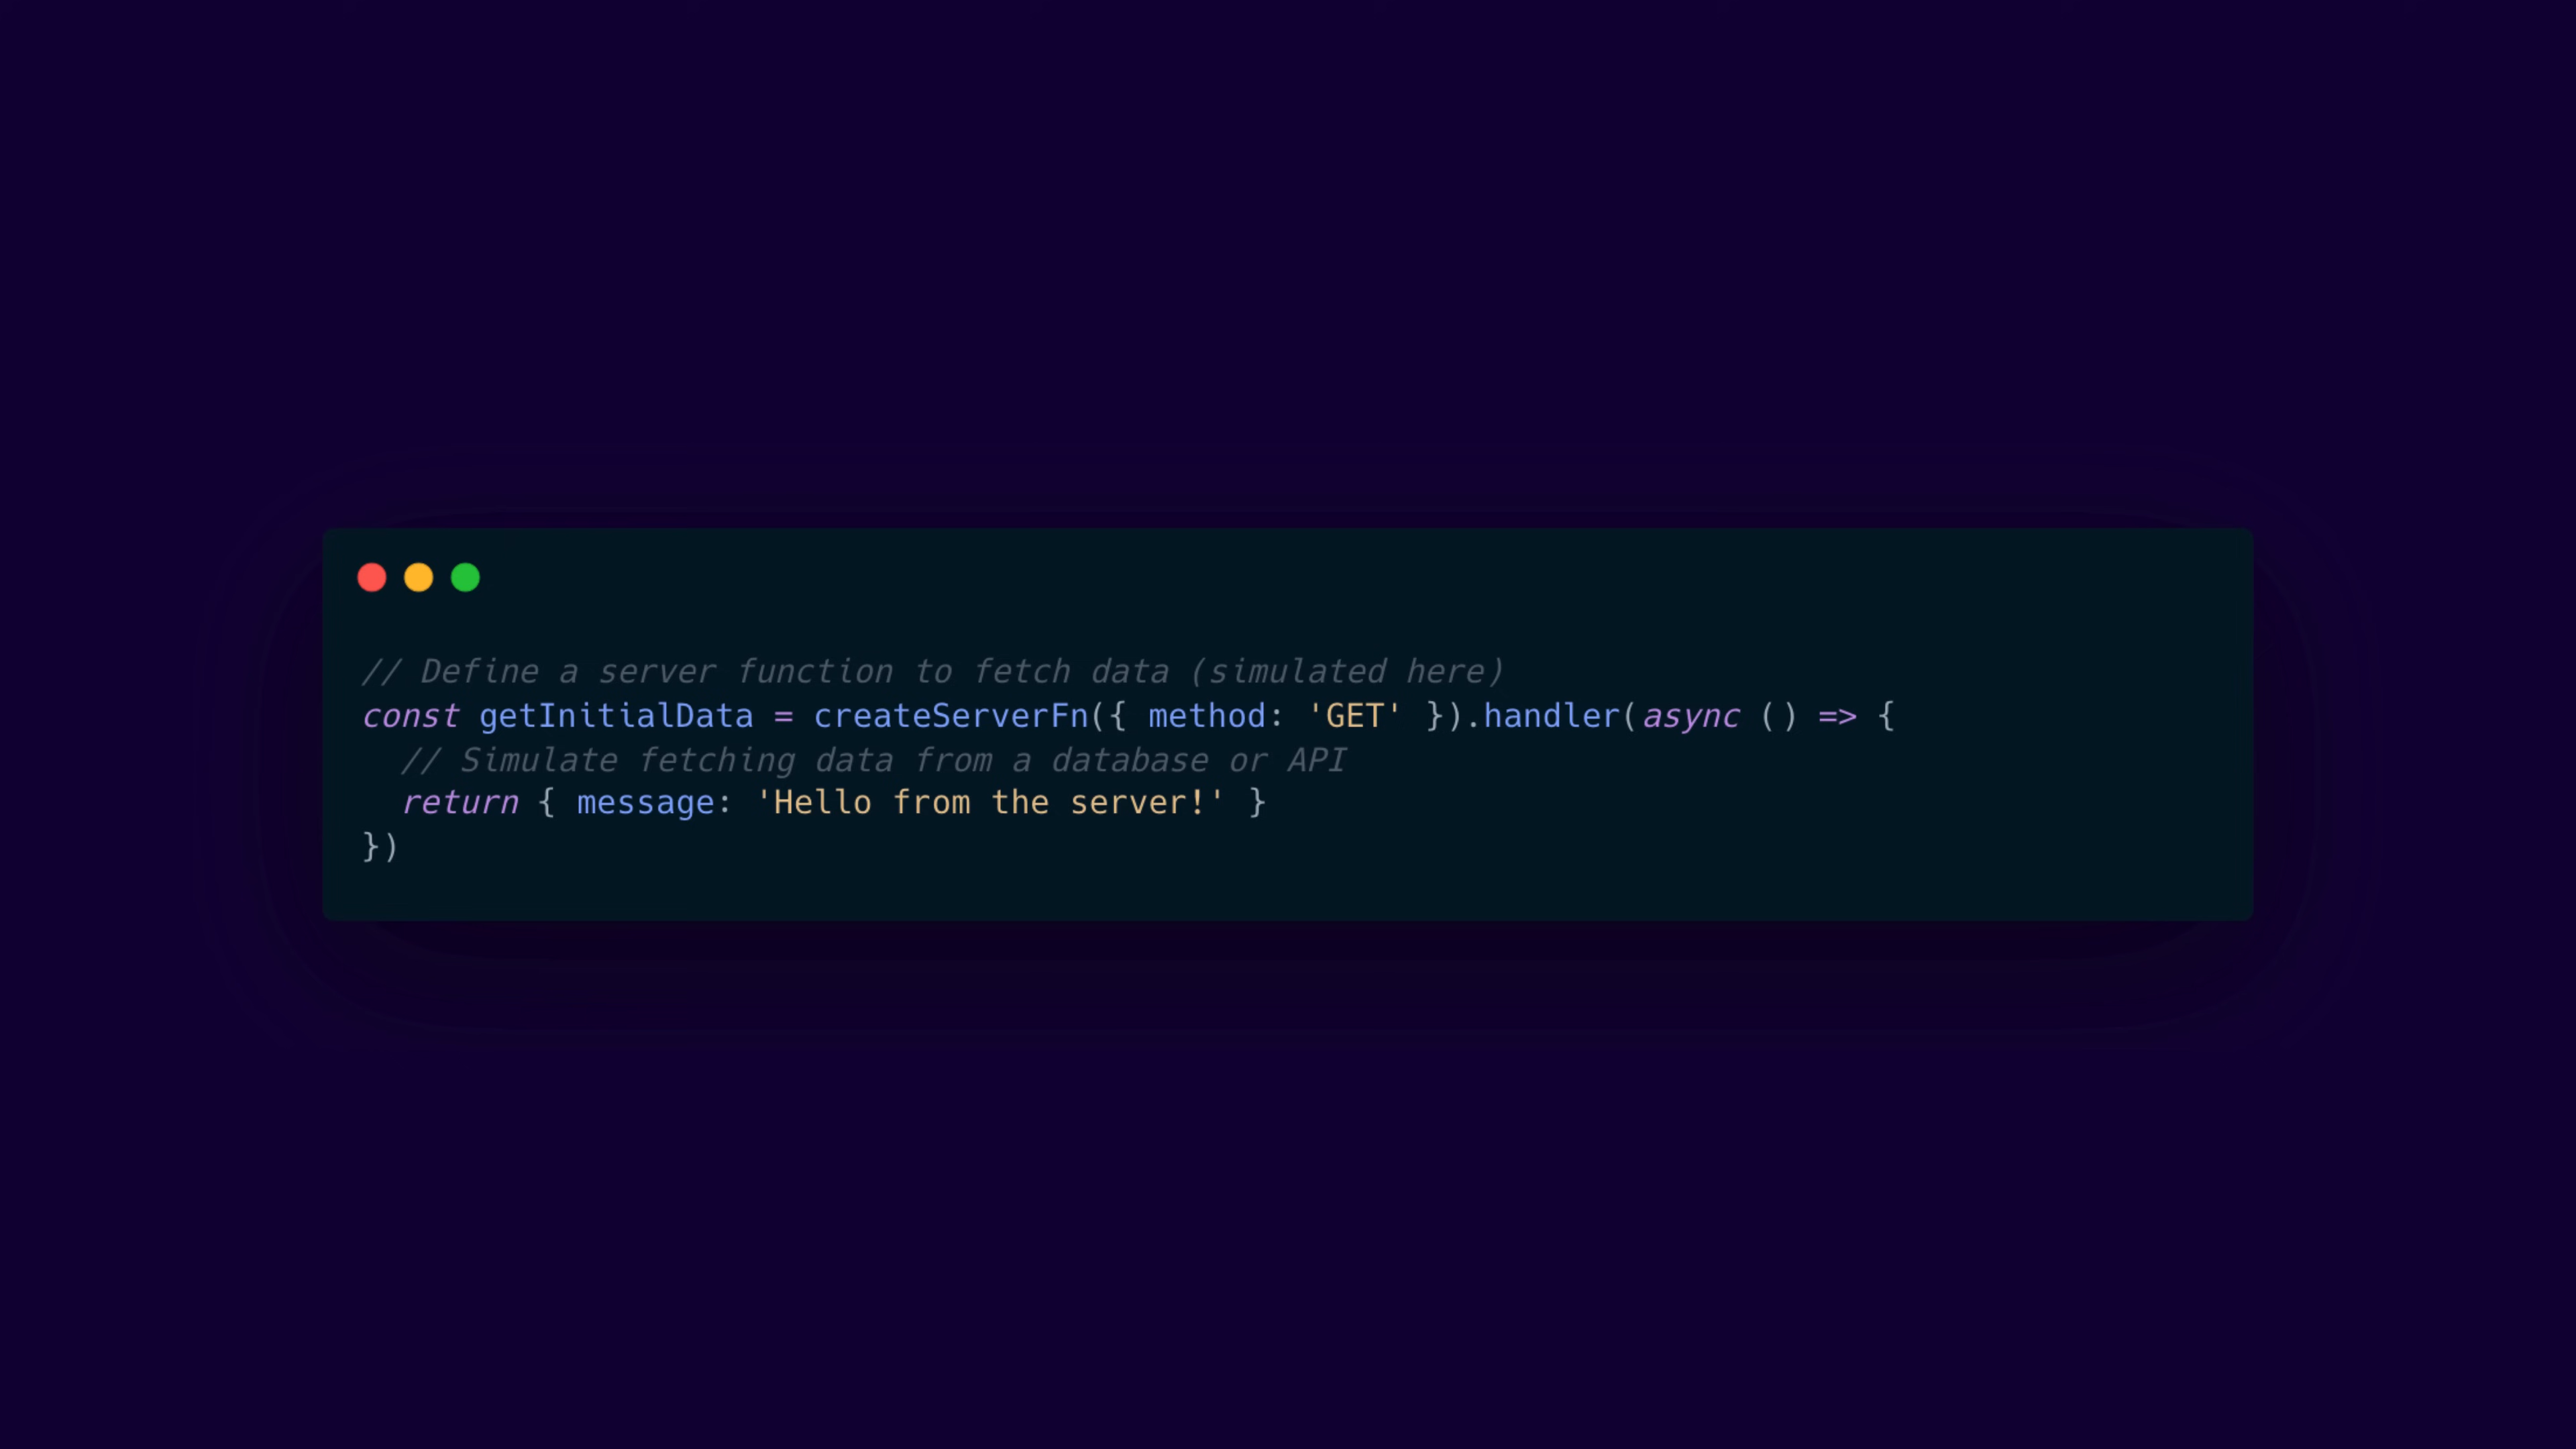 // Define a server function to fetch data (simulated here)
const getInitialData = createServerFn({ method: 'GET' }).handler(async () => {
  // Simulate fetching data from a database or API
  return { message: 'Hello from the server!' }
})